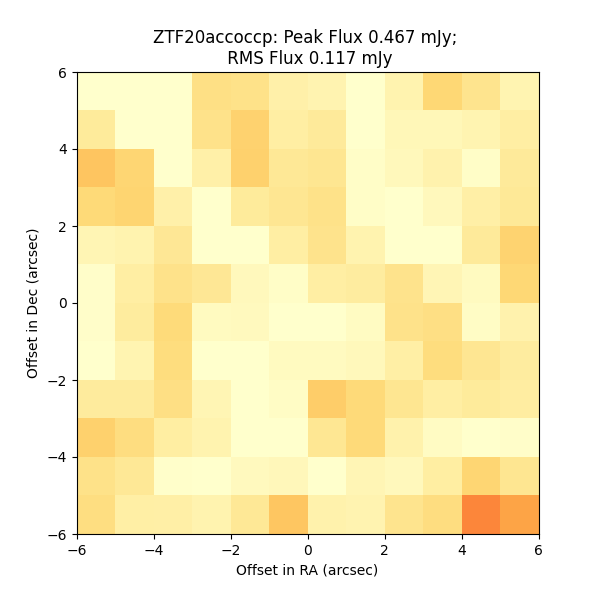 ZTF20accoccp: Peak Flux 0.467 mJy;
RMS Flux 0.117 mJy
6
4
2
0
−2
−4
−6
Offset in Dec (arcsec)
−6 −4 −2 0 2 4 6
Offset in RA (arcsec)